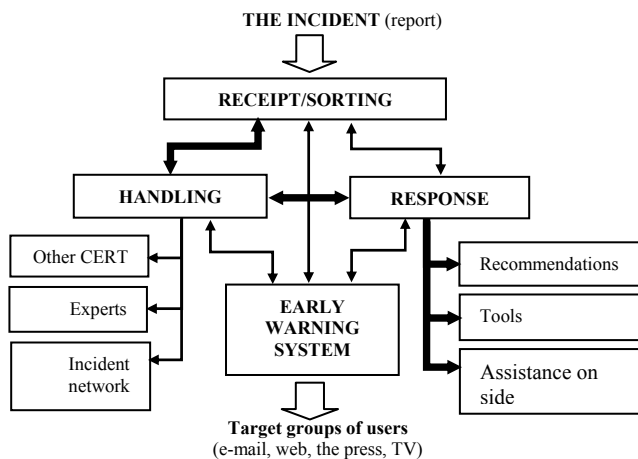 THE INCIDENT (report)
RECEIPT/SORTING
HANDLING
RESPONSE
Other CERT
Experts
Incident
network
EARLY
WARNING
SYSTEM
Recommendations
Tools
Assistance on
side
Target groups of users
(e-mail, web, the press, TV)